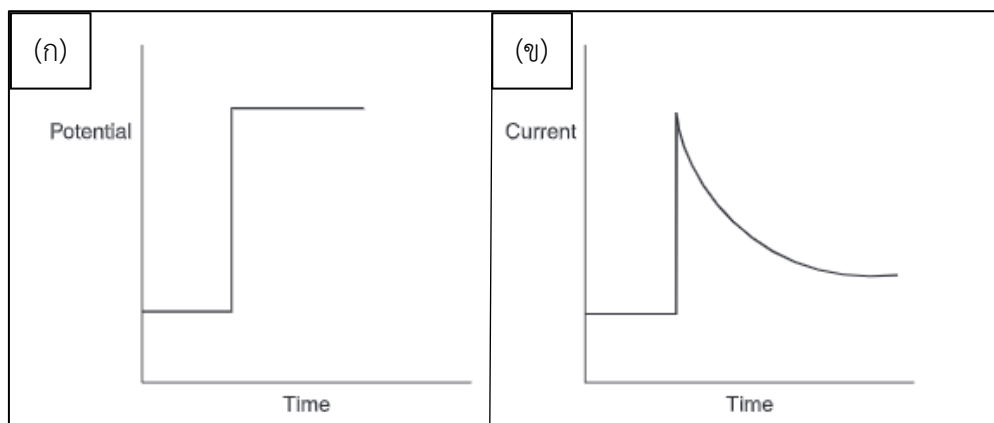 (ก)
Potential
Time
(ข)
Current
Time